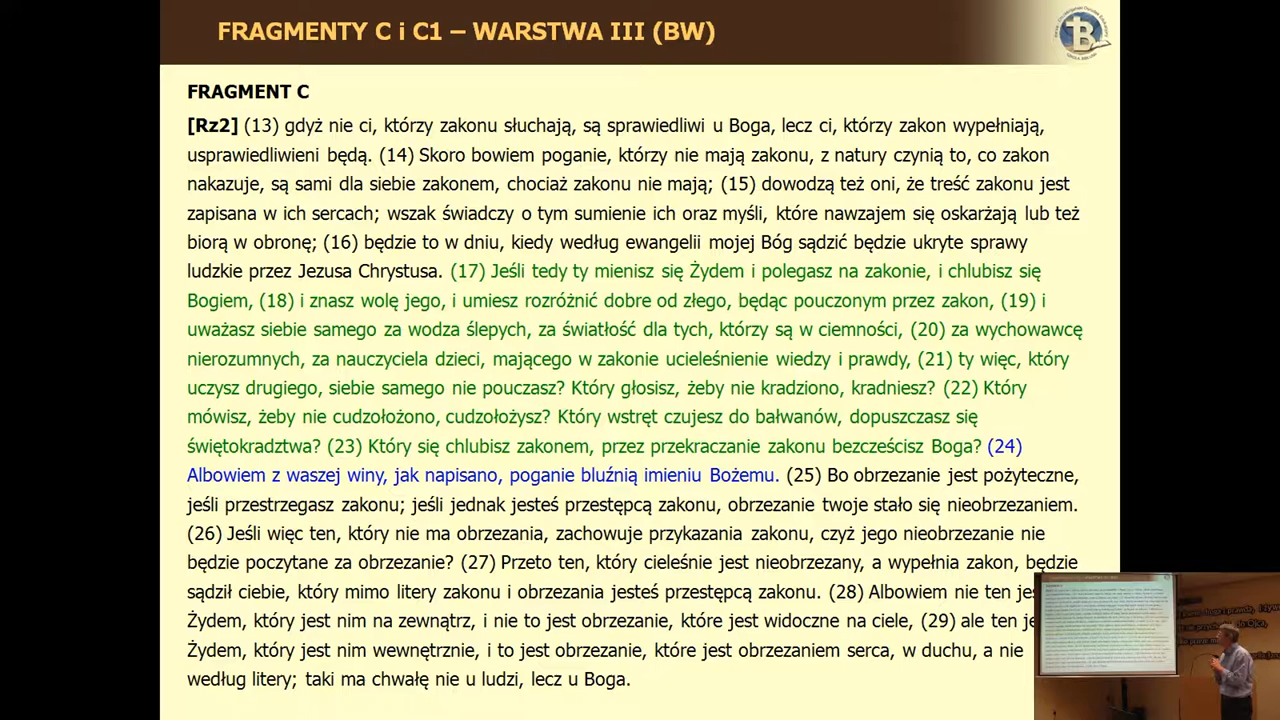 FRAGMENTY C i C1 – WARSTWA III (BW)
FRAGMENT C
[Rz2] (13) gdyż nie ci, którzy zakonu słuchają, są sprawiedliwi u Boga, lecz ci, którzy zakon wypełniają,
usprawiedliwieni będą. (14) Skoro bowiem poganie, którzy nie mają zakonu, z natury czynią to, co zakon
nakazuje, są sami dla siebie zakonem, chociaż zakonu nie mają; (15) dowodzą też oni, że treść zakonu jest
zapisana w ich sercach; wszak świadczy o tym sumienie ich oraz myśli, które nawzajem się oskarżają lub też
biorą w obronę; (16) będzie to w dniu, kiedy według ewangelii mojej Bóg sądzić będzie ukryte sprawy
ludzkie przez Jezusa Chrystusa. (17) Jeśli tedy ty mienisz się Żydem i polegasz na zakonie, i chlubisz się
Bogiem, (18) i znasz wolę jego, i umiesz rozróżnić dobre od złego, będąc pouczonym przez zakon, (19) i
uważasz siebie samego za wodza ślepych, za światłość dla tych, którzy są w ciemności, (20) za wychowawcę
nierozumnych, za nauczyciela dzieci, mającego w zakonie ucieleśnienie wiedzy i prawdy, (21) ty więc, który
uczysz drugiego, siebie samego nie pouczasz? Który głosisz, żeby nie kradziono, kradniesz? (22) Który
mówisz, żeby nie cudzołożono, cudzołożysz? Który wstręt czujesz do bałwanów, dopuszczasz się
świętokradztwa? (23) Który się chlubisz zakonem, przez przekraczanie zakonu bezcześcisz Boga? (24)
Albowiem z waszej winy, jak napisano, poganie bluźnią imieniu Bożemu. (25) Bo obrzezanie jest pożyteczne,
jeśli przestrzegasz zakonu; jeśli jednak jesteś przestępcą zakonu, obrzezanie twoje stało się nieobrzezaniem.
(26) Jeśli więc ten, który nie ma obrzezania, zachowuje przykazania zakonu, czyż jego nieobrzezanie nie
będzie poczytane za obrzezanie? (27) Przeto ten, który cieleśnie jest nieobrzezany, a wypełnia zakon, będzie
sądził ciebie, który mimo litery zakonu i obrzezania jesteś przestępcą zakonu. (28) Albowiem nie ten
Żydem, który jest nim na zewnątrz, i nie to jest obrzezanie, które jest widoczne na ciele, (29) ale ten
Żydem, który jest nim wewnętrznie, i to jest obrzezanie, które jest obrzezaniem serca, w duchu, a nie
według litery; taki ma chwałę nie u ludzi, lecz u Boga.